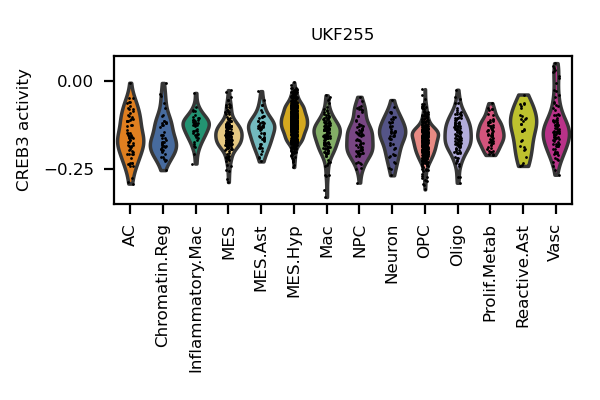 UKF255
CREB3 activity
0.00
−0.25
AC
Chromatin.Reg
Inflammatory.Mac
MES
MES.Ast
MES.Hyp
Mac
NPC
Neuron
OPC
Oligo
Prolif.Metab
Reactive.Ast
Vasc